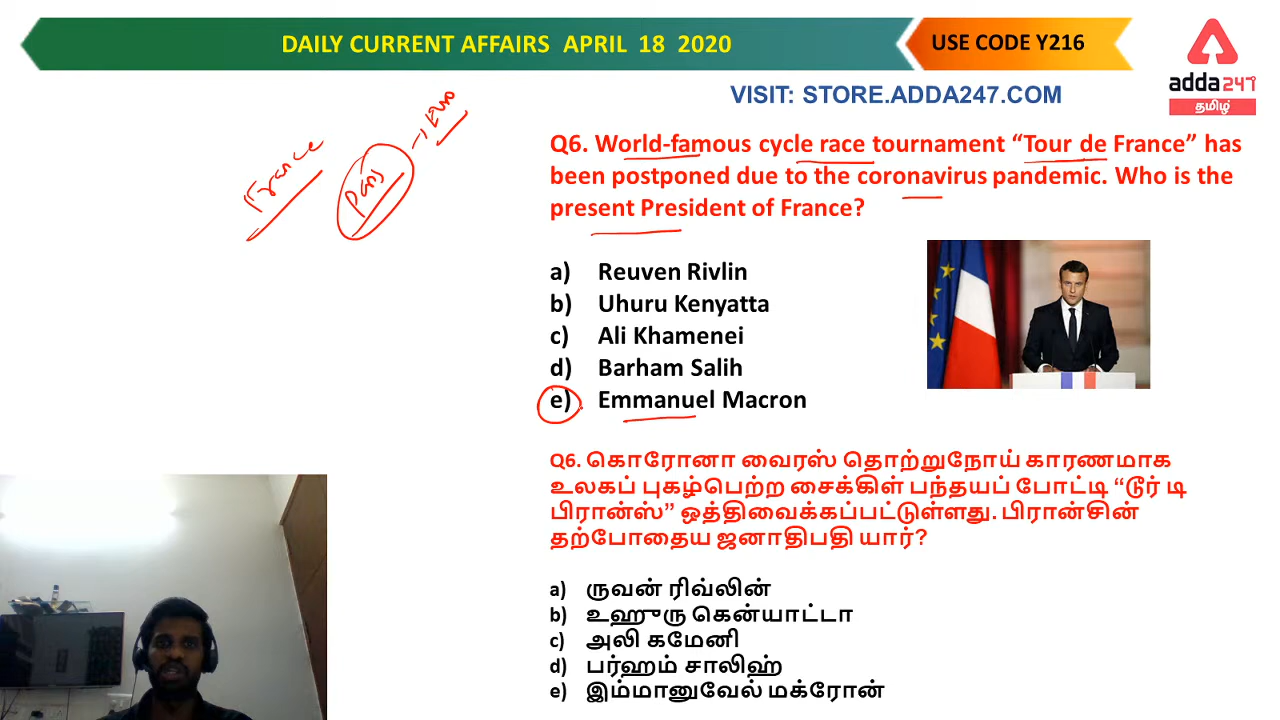 DAILY CURRENT AFFAIRS APRIL 18 2020
USE CODE Y216
adda247
தமிழ்
VISIT: STORE.ADDA247.COM
France
Paris
Q6. World-famous cycle race tournament “Tour de France” has
been postponed due to the coronavirus pandemic. Who is the
present President of France?
a) Reuven Rivlin
b) Uhuru Kenyatta
c) Ali Khamenei
d) Barham Salih
e) Emmanuel Macron
Q6. கொரோனா வைரஸ் தொற்றுநோய் காரணமாக
உலகப் புகழ்பெற்ற சைக்கிள் பந்தயப் போட்டி “டூர் டி
பிரான்ஸ்” ஒத்திவைக்கப்பட்டுள்ளது. பிரான்சின்
தற்போதைய ஜனாதிபதி யார்?
a) ருவன் ரிவ்லின்
b) உஹுரு கென்யாட்டா
c) அலி கமேனி
d) பர்ஹம் சாலிஹ்
e) இம்மானுவேல் மக்ரோன்